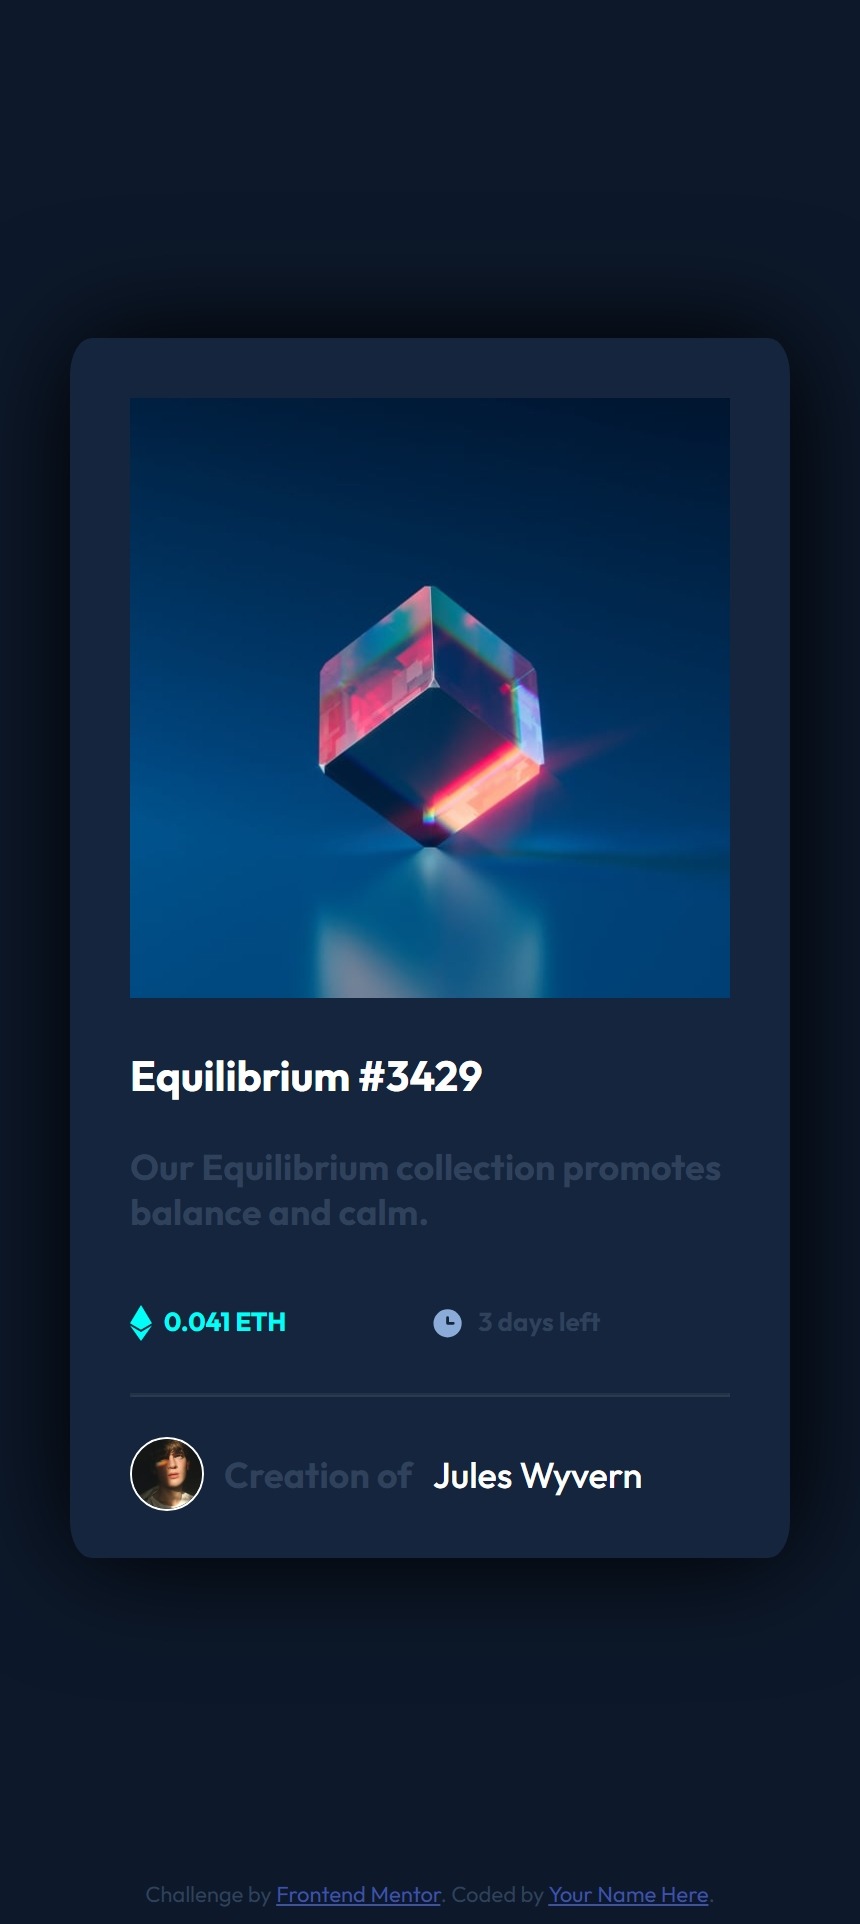 Equilibrium #3429
Our Equilibrium collection promotes
balance and calm.
0.041 ETH
3 days left
Creation of Jules Wyvern
Challenge by Frontend Mentor. Coded by Your Name Here.